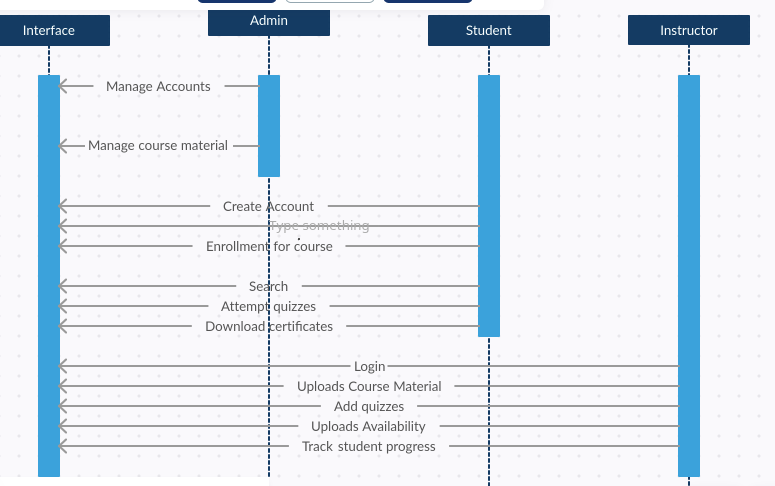 Interface
Admin
Student
Instructor
Manage Accounts
Manage course material
Create Account
Type something
Enrollment for course
Search
Attempt quizzes
Download certificates
Login
Uploads Course Material
Add quizzes
Uploads Availability
Track student progress